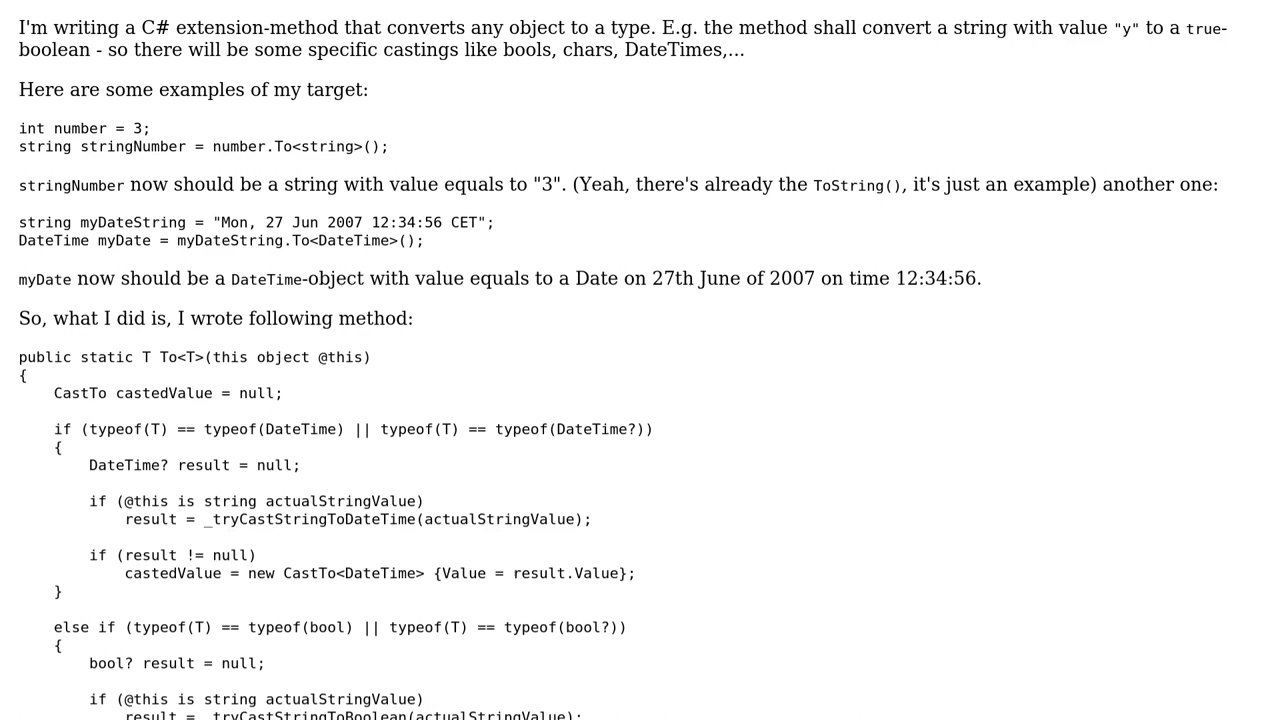 I'm writing a C# extension-method that converts any object to a type. E.g. the method shall convert a string with value "y" to a true-
boolean - so there will be some specific castings like bools, chars, DateTimes,...
Here are some examples of my target:
int number = 3;
string stringNumber = number.To<string>();
stringNumber now should be a string with value equals to "3". (Yeah, there's already the ToString(), it's just an example) another one:
string myDateString = "Mon, 27 Jun 2007 12:34:56 CET";
DateTime myDate = myDateString.To<DateTime>();
myDate now should be a DateTime-object with value equals to a Date on 27th June of 2007 on time 12:34:56.
So, what I did is, I wrote following method:
public static T To<T>(this object @this)
{
    CastTo castedValue = null;
    if (typeof(T) == typeof(DateTime) || typeof(T) == typeof(DateTime?))
    {
        DateTime? result = null;
        if (@this is string actualStringValue)
            result = _tryCastStringToDateTime(actualStringValue);
        if (result != null)
            castedValue = new CastTo<DateTime> {Value = result.Value};
    }
    else if (typeof(T) == typeof(bool) || typeof(T) == typeof(bool?))
    {
        bool? result = null;
        if (@this is string actualStringValue)
            result = _tryCastStringToBoolean(actualStringValue);